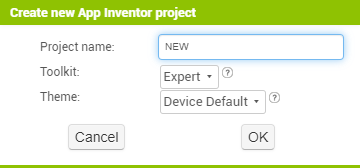 Create new App Inventor project
Project name: NEW
Toolkit: Expert ?
Theme: Device Default ?
Cancel OK